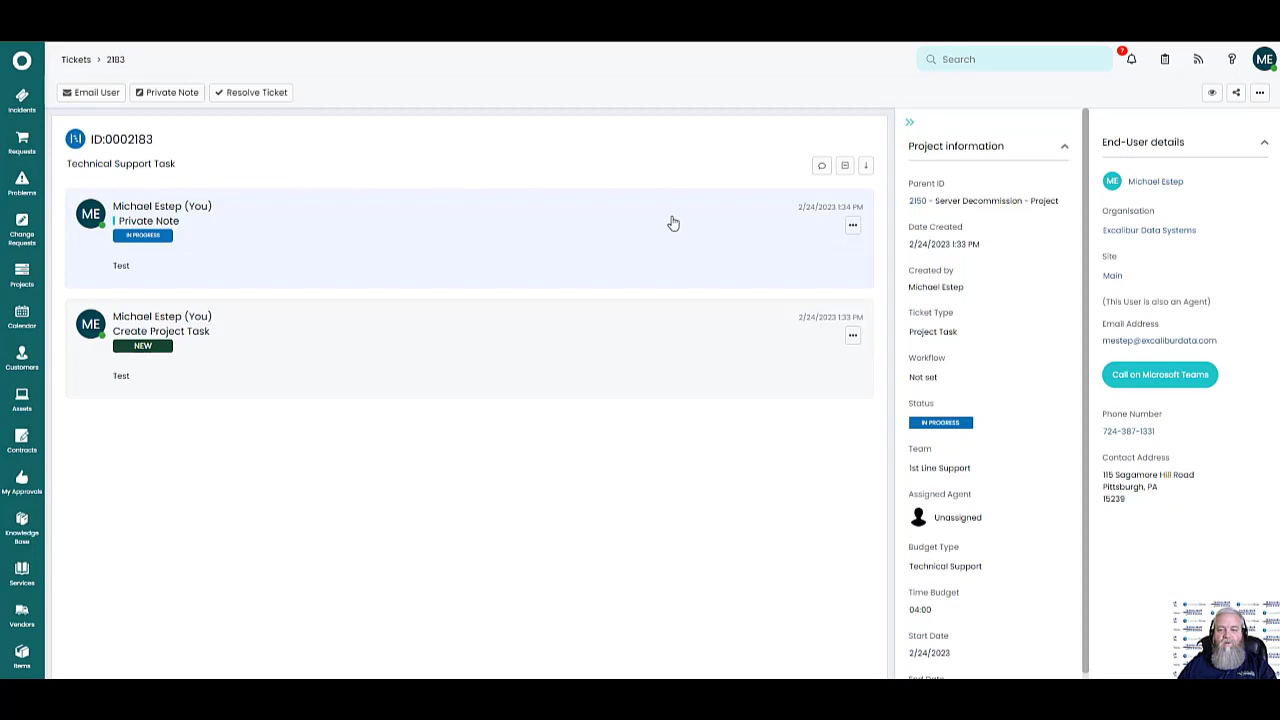 Tickets > 2183
Search
?
ME
Email User
Private Note
Resolve Ticket
Incidents
Requests
Problems
Change
Requests
Projects
Calendar
Customers
Assets
Contracts
My Approvals
Knowledge
Base
Services
Vendors
Items
ID:0002183
Technical Support Task
ME
Michael Estep (You)
Private Note
IN PROGRESS
2/24/2023 1:34 PM
Test
ME
Michael Estep (You)
Create Project Task
NEW
2/24/2023 1:33 PM
Test
Project information
Parent ID
2150 - Server Decommission - Project
Date Created
2/24/2023 1:33 PM
Created by
Michael Estep
Ticket Type
Project Task
Workflow
Not set
Status
IN PROGRESS
Team
1st Line Support
Assigned Agent
Unassigned
Budget Type
Technical Support
Time Budget
04:00
Start Date
2/24/2023
End Date
End-User details
ME
Michael Estep
Organisation
Excalibur Data Systems
Site
Main
(This User is also an Agent)
Email Address
mestep@excaliburdata.com
Call on Microsoft Teams
Phone Number
724-387-1331
Contact Address
115 Sagamore Hill Road
Pittsburgh, PA
15239